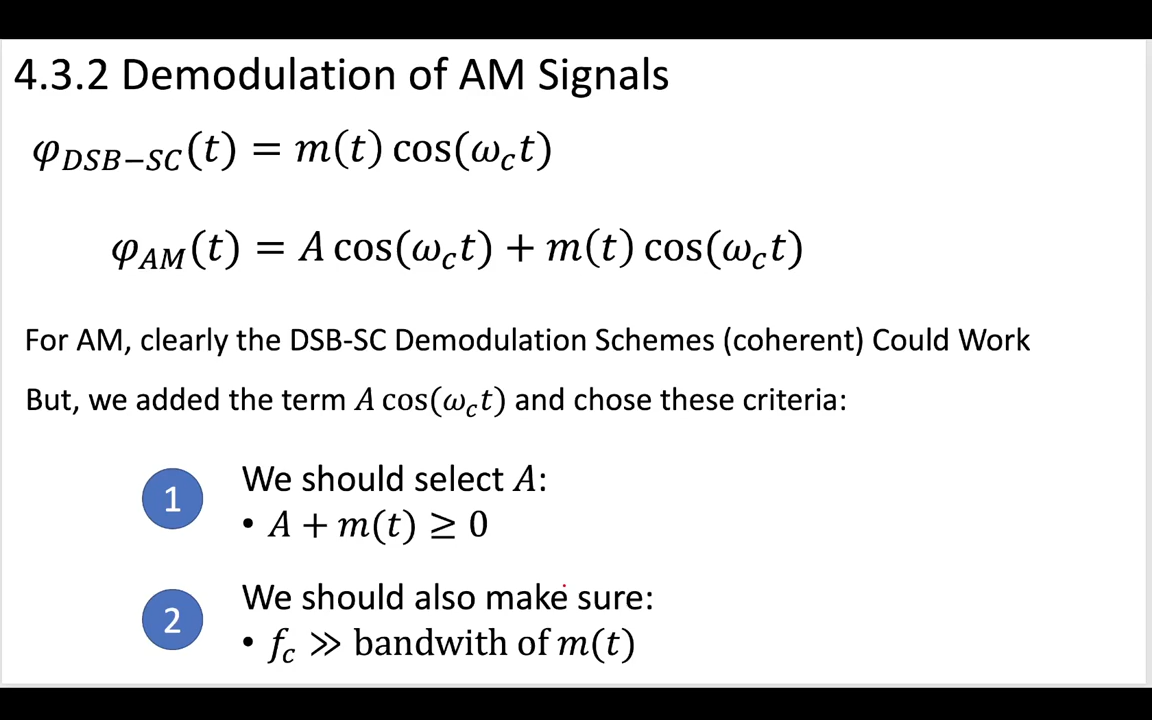 4.3.2 Demodulation of AM Signals
φ_{DSB−SC}(t) = m(t) cos(ω_c t)
φ_{AM}(t) = A cos(ω_c t) + m(t) cos(ω_c t)
For AM, clearly the DSB-SC Demodulation Schemes (coherent) Could Work
But, we added the term A cos(ω_c t) and chose these criteria:
1
We should select A:
• A + m(t) ≥ 0
2
We should also make sure:
• f_c ≫ bandwith of m(t)